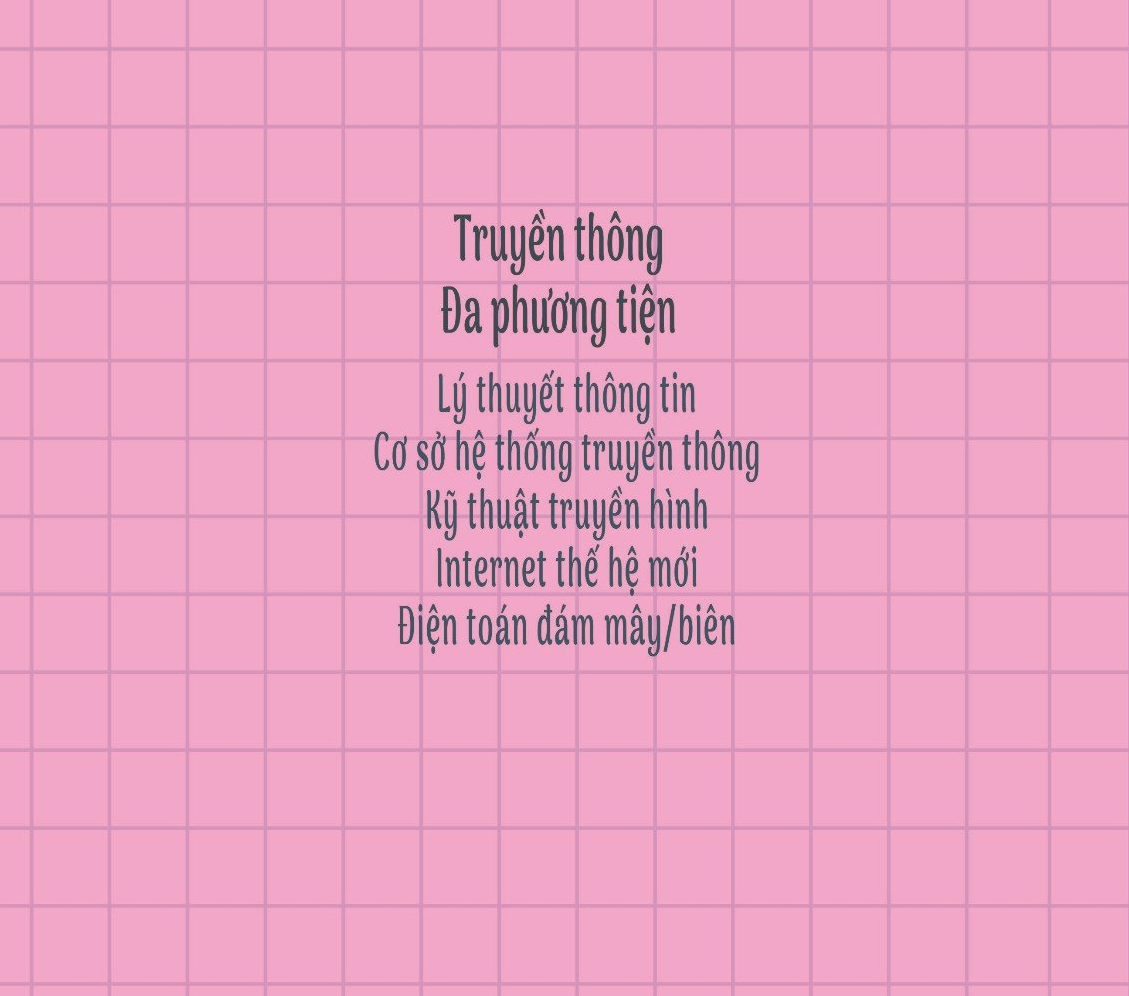 Truyền thông
Đa phương tiện
Lý thuyết thông tin
Cơ sở hệ thống truyền thông
Kỹ thuật truyền hình
Internet thế hệ mới
Điện toán đám mây/biên